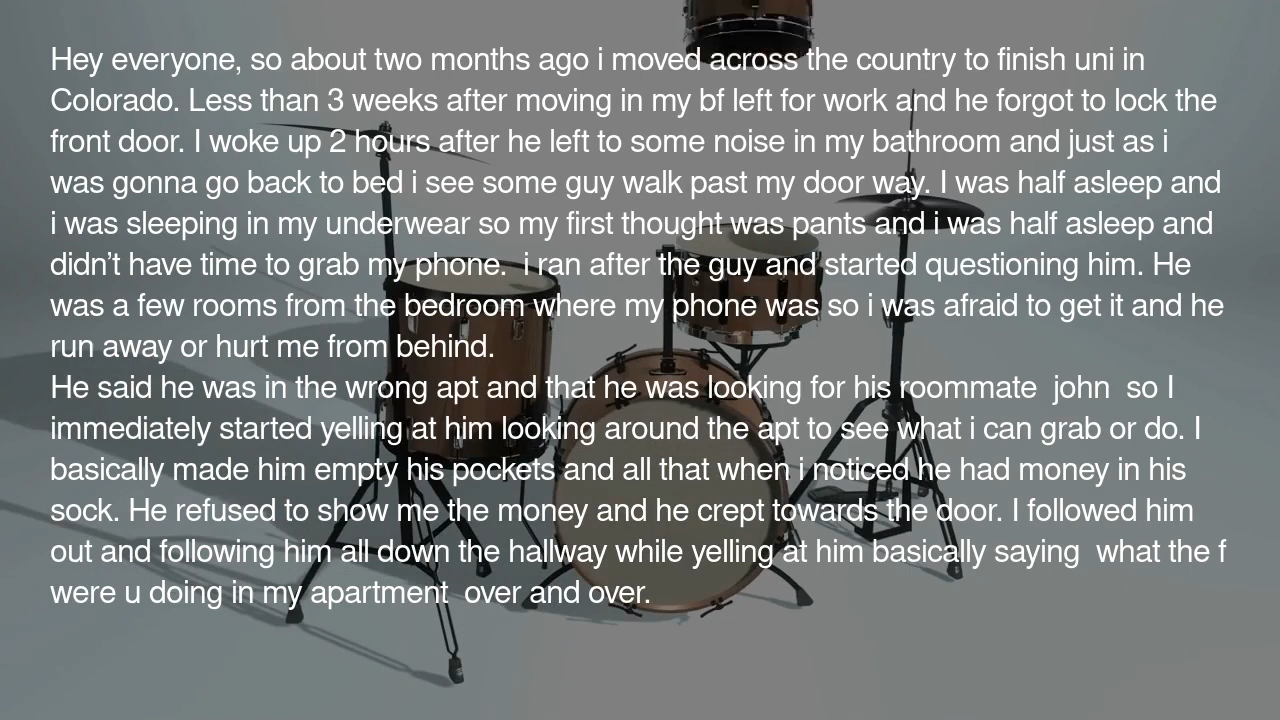 Hey everyone, so about two months ago i moved across the country to finish uni in
Colorado. Less than 3 weeks after moving in my bf left for work and he forgot to lock the
front door. I woke up 2 hours after he left to some noise in my bathroom and just as i
was gonna go back to bed i see some guy walk past my door way. I was half asleep and
i was sleeping in my underwear so my first thought was pants and i was half asleep and
didn’t have time to grab my phone.  i ran after the guy and started questioning him. He
was a few rooms from the bedroom where my phone was so i was afraid to get it and he
run away or hurt me from behind.
He said he was in the wrong apt and that he was looking for his roommate  john  so I
immediately started yelling at him looking around the apt to see what i can grab or do. I
basically made him empty his pockets and all that when i noticed he had money in his
sock. He refused to show me the money and he crept towards the door. I followed him
out and following him all down the hallway while yelling at him basically saying  what the f
were u doing in my apartment  over and over.